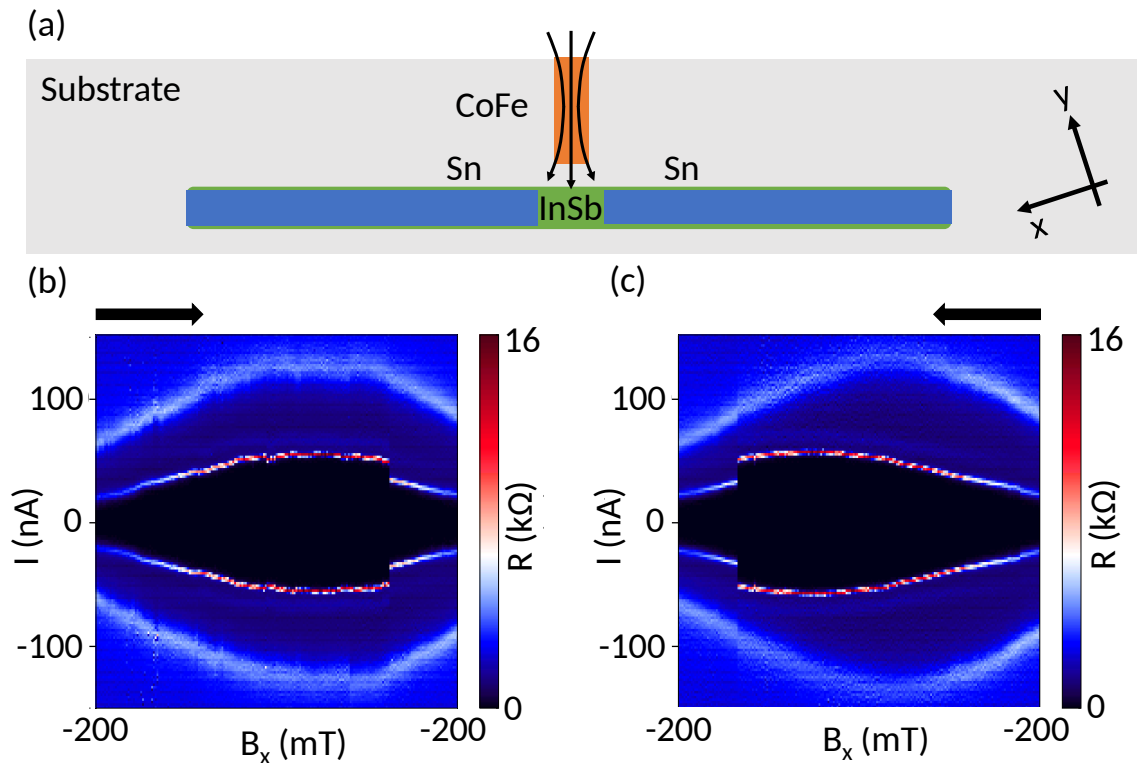 (a)
Substrate
CoFe
y
Sn
Sn
InSb
x
(b)
(c)
16
16
100
100
I (nA)
0
R (kΩ)
I (nA)
0
R (kΩ)
-100
-100
0
0
-200
-200
-200
-200
Bx (mT)
Bx (mT)